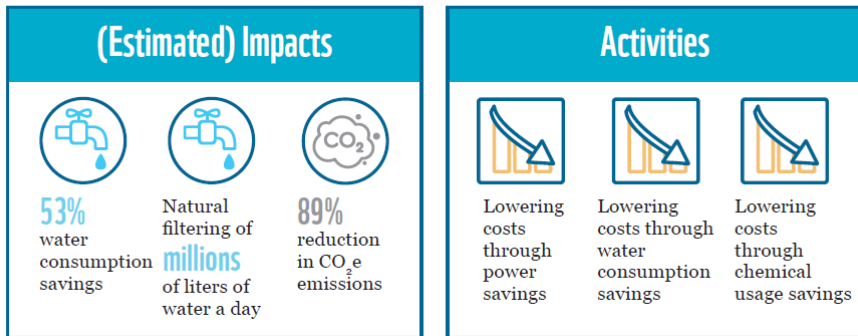 (Estimated) Impacts
CO2
53%
water
consumption
savings
Natural
filtering of
millions
of liters of
water a day
89%
reduction
in CO2e
emissions
Activities
Lowering
costs
through
power
savings
Lowering
costs through
water
consumption
savings
Lowering
costs
through
chemical
usage savings